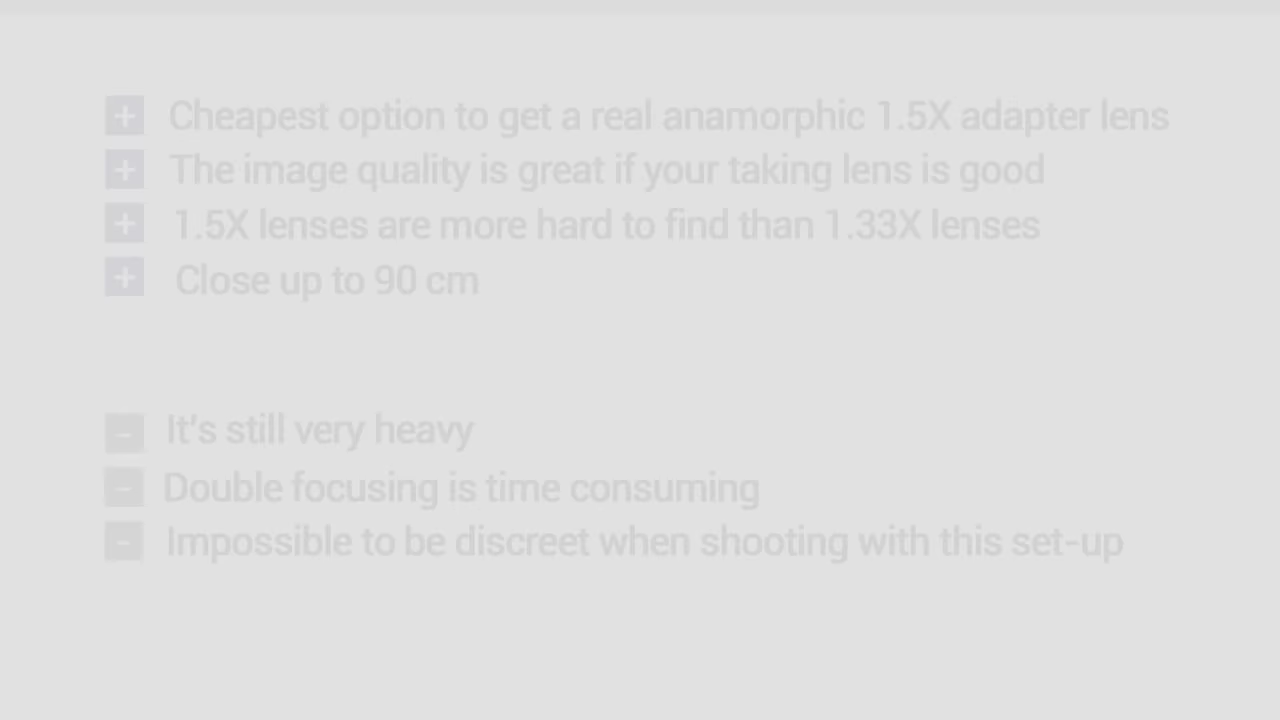 + Cheapest option to get a real anamorphic 1.5X adapter lens
+ The image quality is great if your taking lens is good
+ 1.5X lenses are more hard to find than 1.33X lenses
+ Close up to 90 cm
- It's still very heavy
- Double focusing is time consuming
- Impossible to be discreet when shooting with this set-up